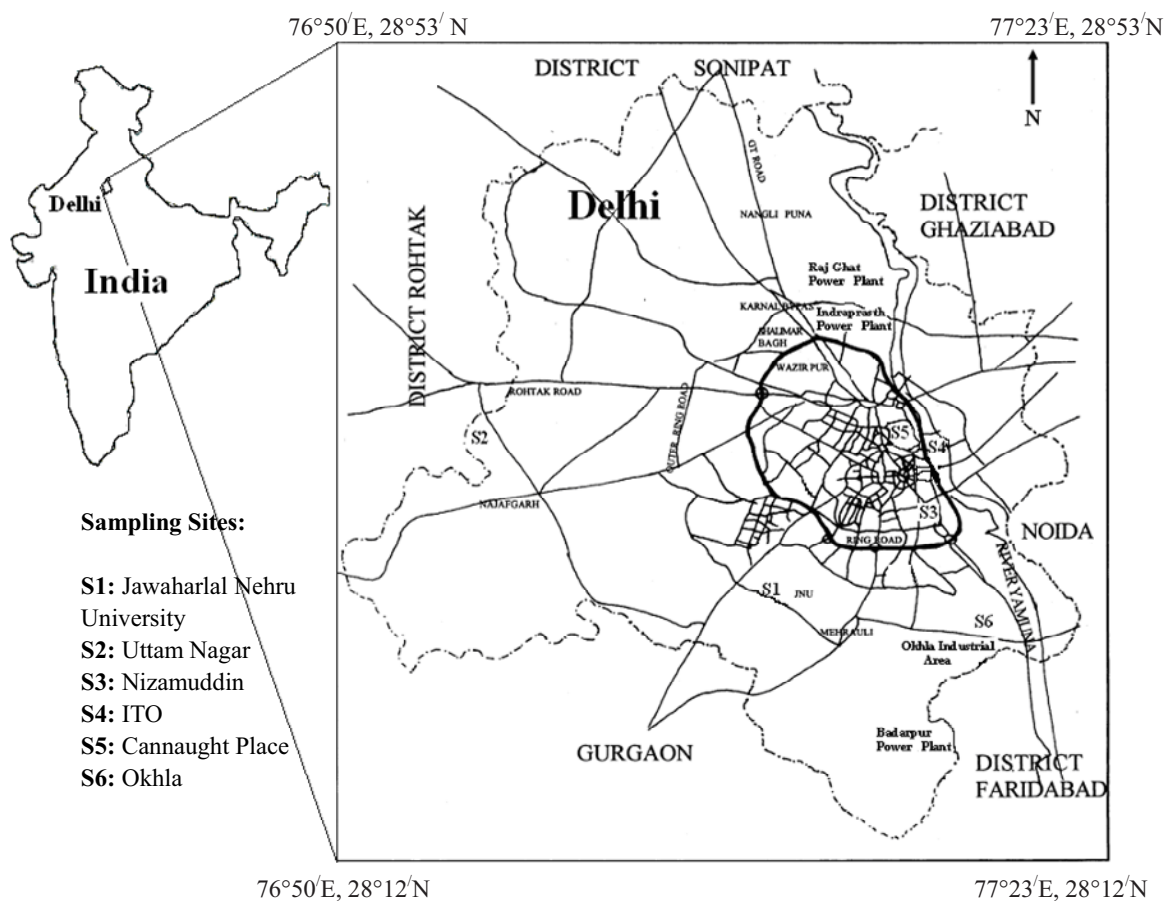 76°50′E, 28°53′ N
77°23′E, 28°53′ N
DISTRICT SONIPAT
N
GT ROAD
Delhi
Delhi
India
NANGLI PUNA
DISTRICT
GHAZIABAD
DISTRICT ROHTAK
Raj Ghat
Power Plant
KARNAL BYPAS
Indraprasth
Power Plant
SHALIMAR
BAGH
WAZIR PUR
ROHTAK ROAD
OUTER RING ROAD
S2
S5
S4
NAJAFGARH
S3
RING ROAD
NOIDA
RIVER YAMUNA
S1 JNU
MEHRAULI
S6
Okhla Industrial
Area
Badarpur
Power Plant
GURGAON
DISTRICT
FARIDABAD
Sampling Sites:
S1: Jawaharlal Nehru
University
S2: Uttam Nagar
S3: Nizamuddin
S4: ITO
S5: Cannaught Place
S6: Okhla
76°50′E, 28°12′N
77°23′E, 28°12′N